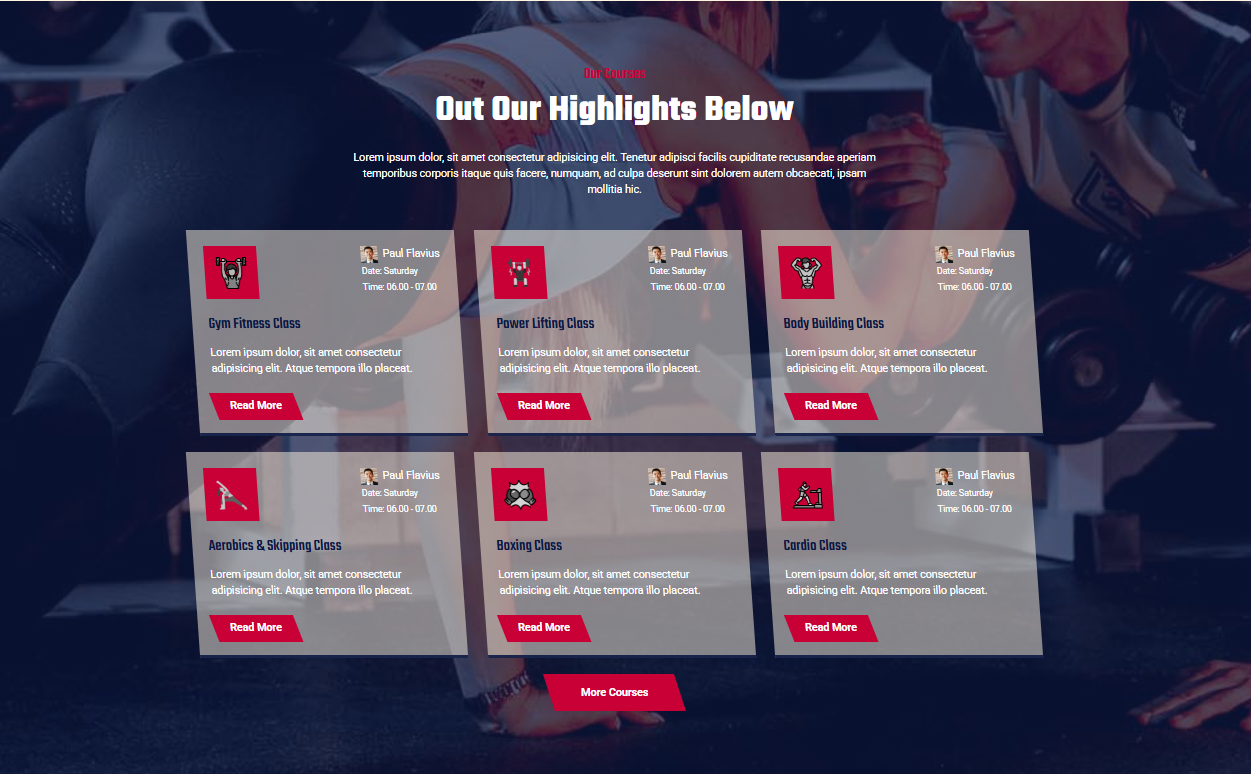 Our Courses
Out Our Highlights Below
Lorem ipsum dolor, sit amet consectetur adipisicing elit. Tenetur adipisci facilis cupiditate recusandae aperiam
temporibus corporis itaque quis facere, numquam, ad culpa deserunt sint dolorem autem obcaecati, ipsam
mollitia hic.
Paul Flavius
Date: Saturday
Time: 06.00 - 07.00
Gym Fitness Class
Lorem ipsum dolor, sit amet consectetur
adipisicing elit. Atque tempora illo placeat.
Read More
Paul Flavius
Date: Saturday
Time: 06.00 - 07.00
Power Lifting Class
Lorem ipsum dolor, sit amet consectetur
adipisicing elit. Atque tempora illo placeat.
Read More
Paul Flavius
Date: Saturday
Time: 06.00 - 07.00
Body Building Class
Lorem ipsum dolor, sit amet consectetur
adipisicing elit. Atque tempora illo placeat.
Read More
Paul Flavius
Date: Saturday
Time: 06.00 - 07.00
Aerobics & Skipping Class
Lorem ipsum dolor, sit amet consectetur
adipisicing elit. Atque tempora illo placeat.
Read More
Paul Flavius
Date: Saturday
Time: 06.00 - 07.00
Boxing Class
Lorem ipsum dolor, sit amet consectetur
adipisicing elit. Atque tempora illo placeat.
Read More
Paul Flavius
Date: Saturday
Time: 06.00 - 07.00
Cardio Class
Lorem ipsum dolor, sit amet consectetur
adipisicing elit. Atque tempora illo placeat.
Read More
More Courses